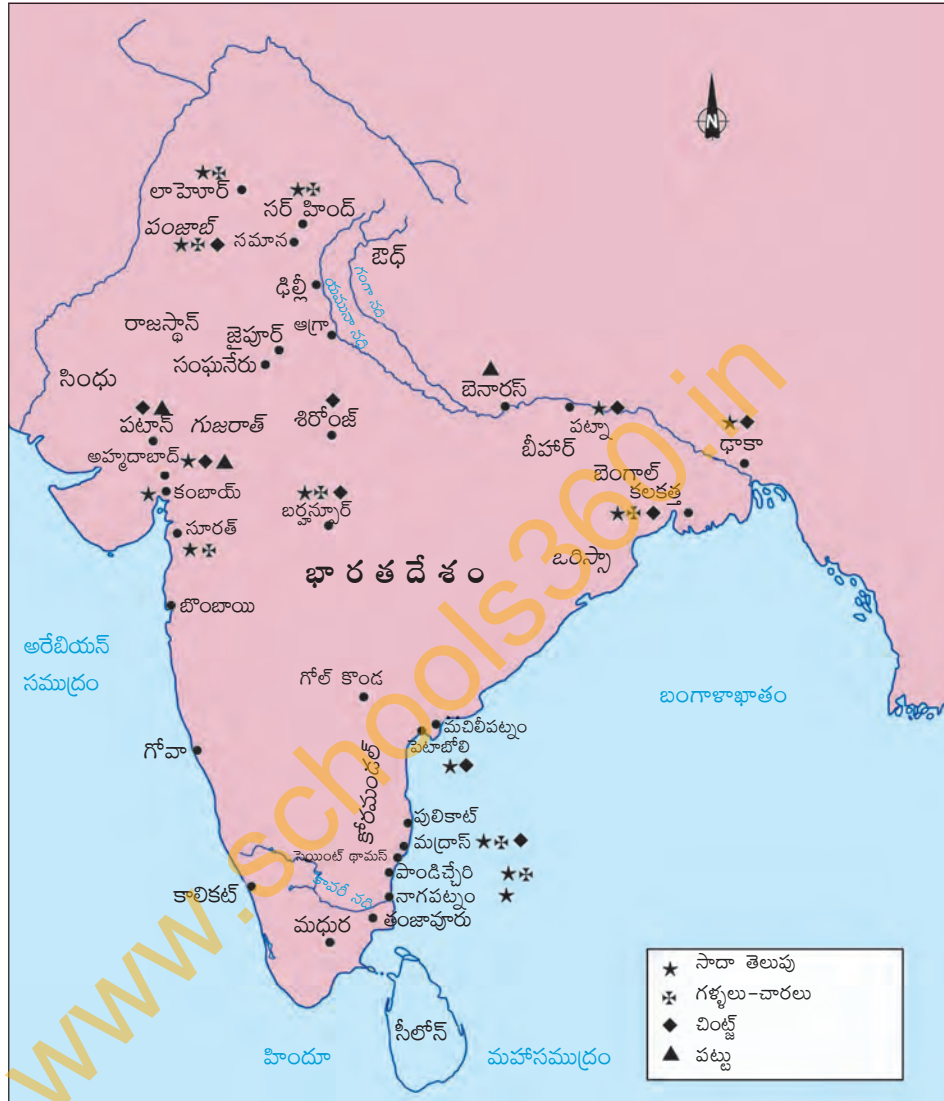 N
లాహెూర్
సర్ హింద్
పంజాబ్
సమాన
ఔధ్
ఢిల్లీ
యమునా నది
గంగా నది
రాజస్థాన్
జైపూర్
ఆగ్రా
సంఘనేరు
సింధు
బెనారస్
పటాన్
గుజరాత్
శిరోంజ్
పట్నా
బీహార్
ఢాకా
అహ్మదాబాద్
బెంగాల్
కంబాయ్
కలకత్త
బర్హన్పూర్
సూరత్
ఒరిస్సా
భారతదేశం
బొంబాయి
అరేబియన్
సముద్రం
గోల్ కొండ
బంగాళాఖాతం
మచిలీపట్నం
పెటాబోలి
గోవా
కోరమండల్
పులికాట్
మద్రాస్
సెయింట్ థామస్
పాండిచ్చేరి
కాలికట్
కావేరీ నది
నాగపట్నం
తంజావూరు
మధుర
సీలోన్
హిందూ మహాసముద్రం
సాదా తెలుపు
గళ్ళలు-చారలు
చింట్జ్
పట్టు
www.schools360.in